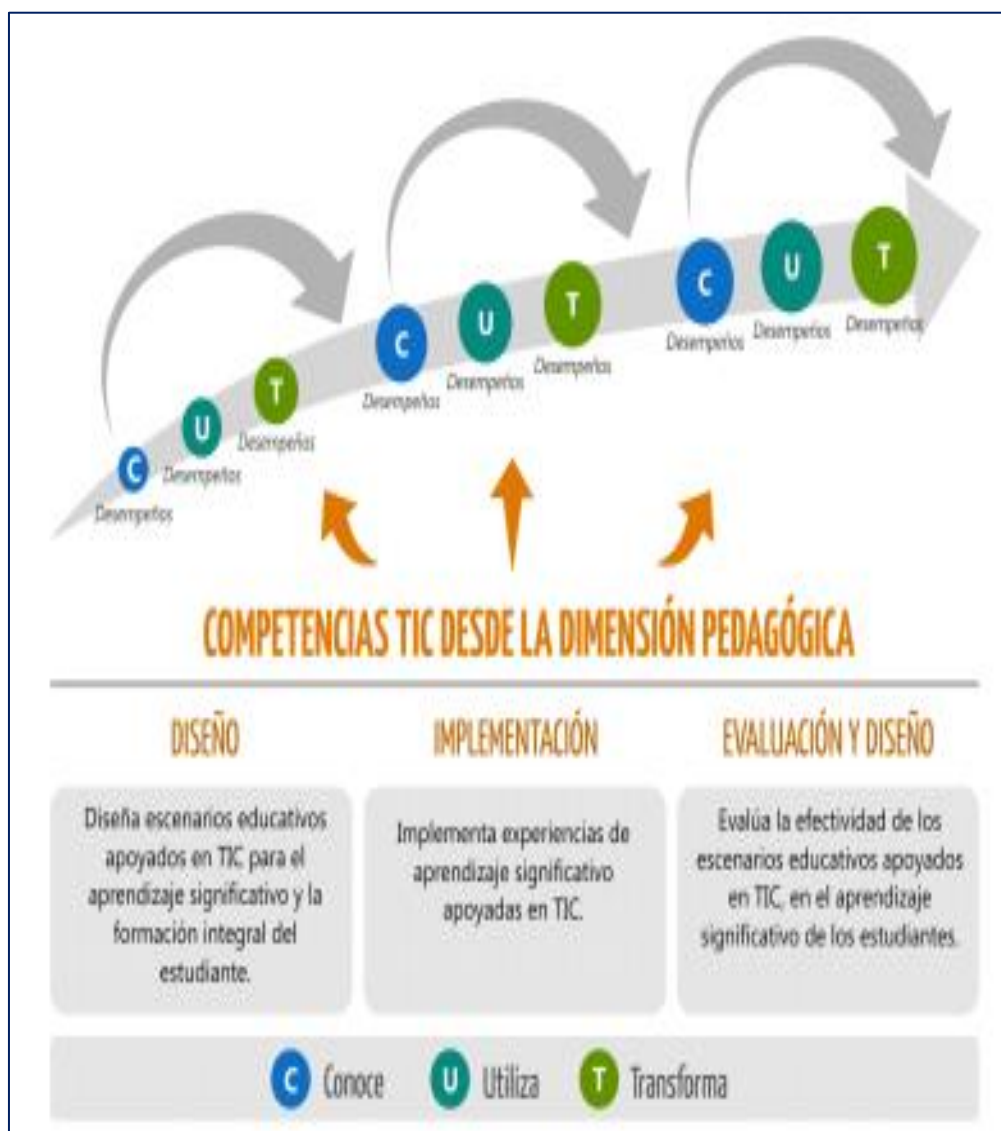 C
U
T
C
U
T
C
U
T
Desempeños
Desempeños
Desempeños
Desempeños
Desempeños
Desempeños
Desempeños
Desempeños
Desempeños
COMPETENCIAS TIC DESDE LA DIMENSIÓN PEDAGÓGICA
DISEÑO
Diseña escenarios educativos
apoyados en TIC para el
aprendizaje significativo y la
formación integral del
estudiante.
IMPLEMENTACIÓN
Implementa experiencias de
aprendizaje significativo
apoyadas en TIC.
EVALUACIÓN Y DISEÑO
Evalúa la efectividad de los
escenarios educativos apoyados
en TIC, en el aprendizaje
significativo de los estudiantes.
C Conoce
U Utiliza
T Transforma